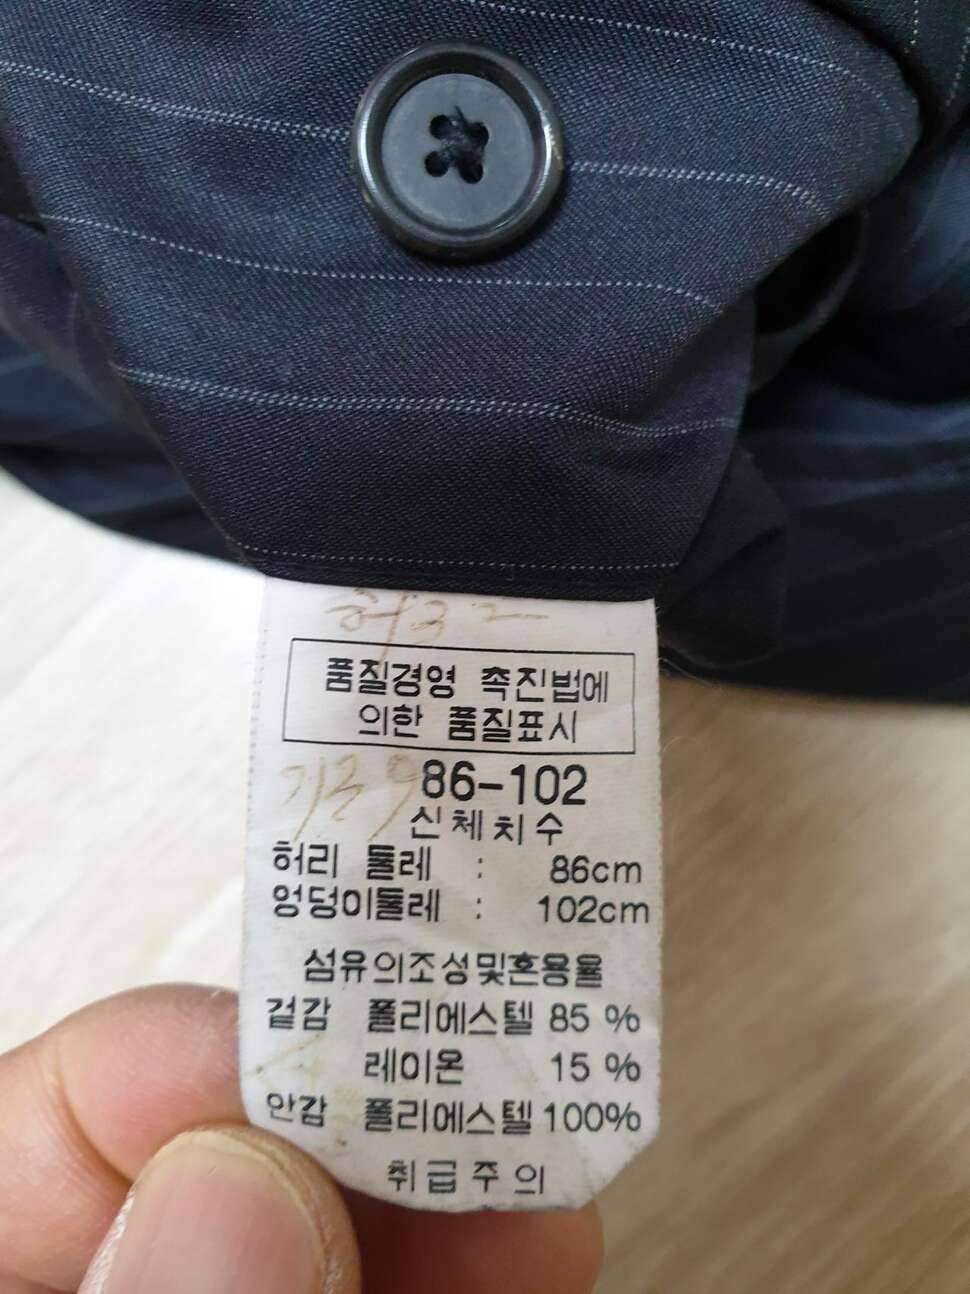 허32
품질경영 촉진법에
의한 품질표시
기존9
86-102
신체치수
허리 둘레 : 86cm
엉덩이둘레 : 102cm
섬유의조성및혼용율
겉감 폴리에스텔 85 %
레이온 15 %
안감 폴리에스텔 100%
취급주의